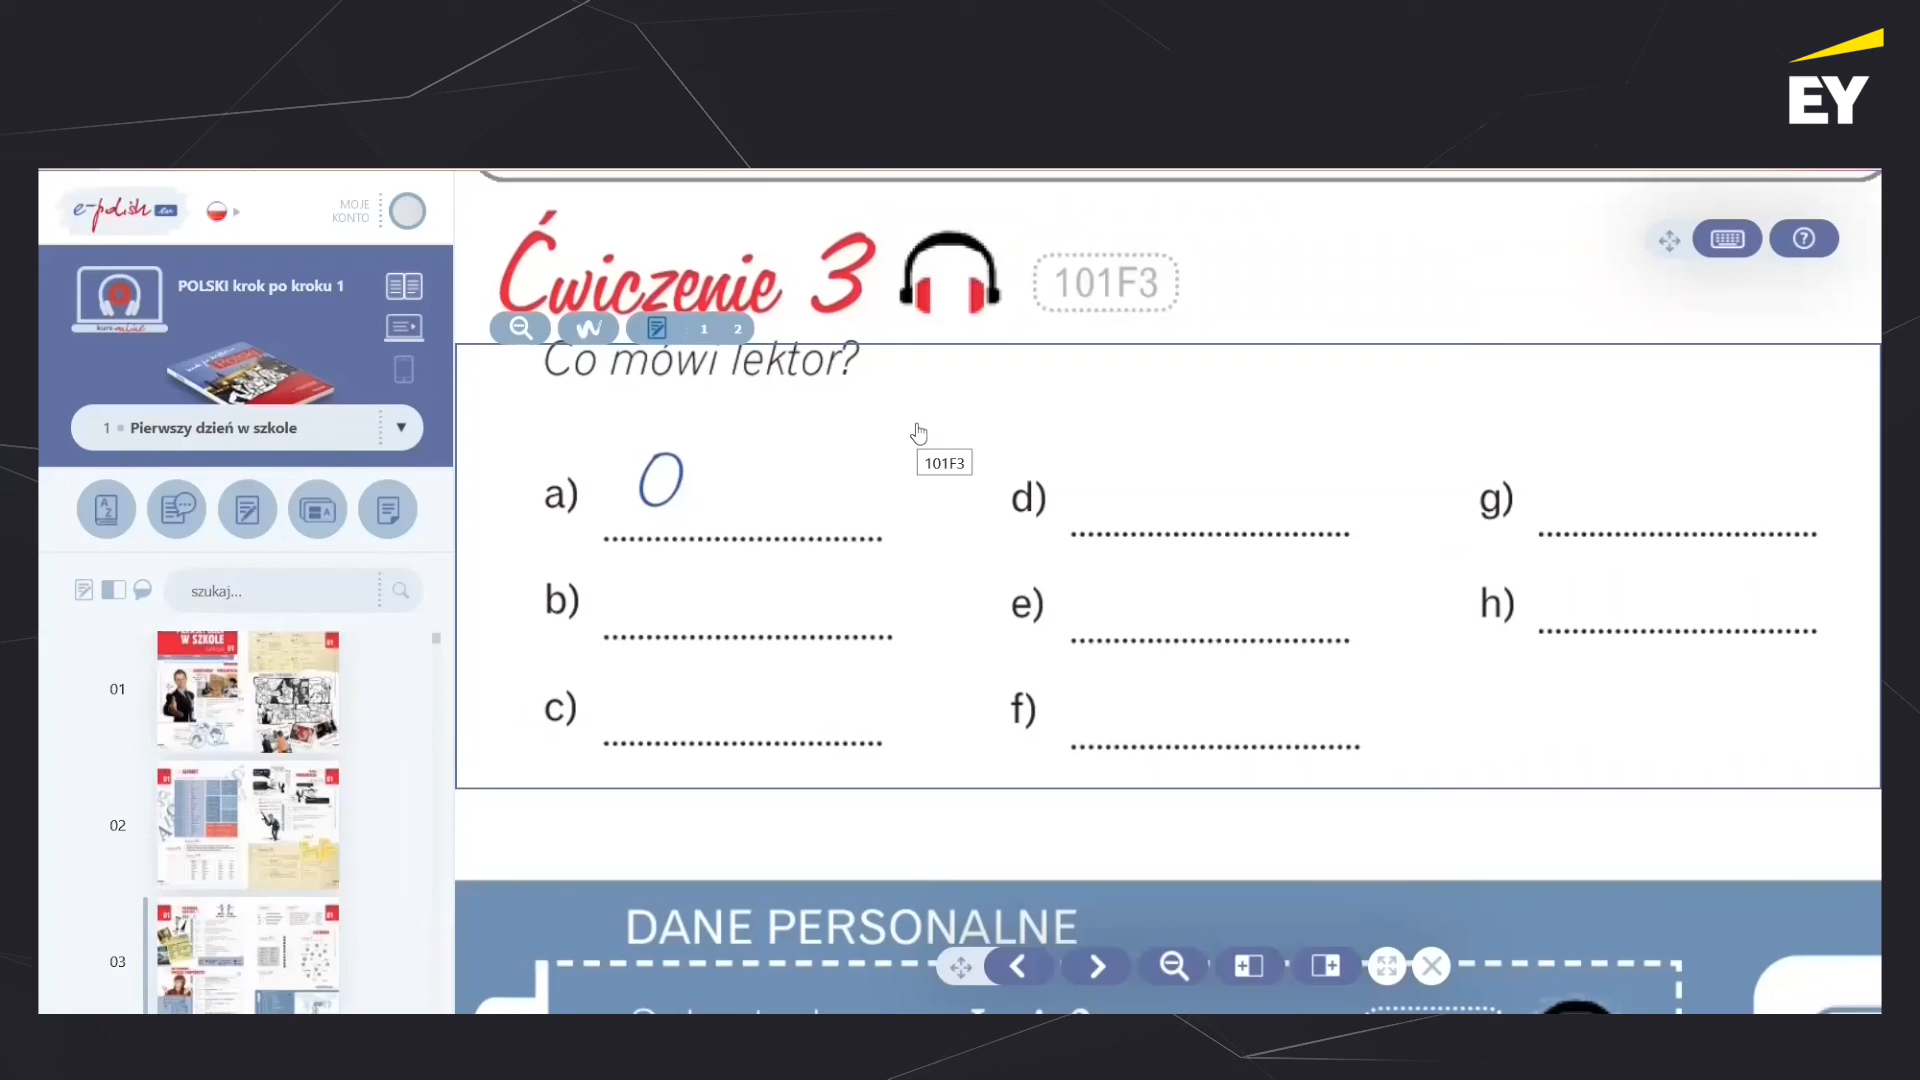 EY
e-polish.eu
MOJE
KONTO
POLSKI krok po kroku 1
1 • Pierwszy dzień w szkole
szukaj...
01
02
03
Ćwiczenie 3
101F3
1 2
Co mówi lektor?
101F3
a) O ..............................
b) ..............................
c) ..............................
d) ..............................
e) ..............................
f) ..............................
g) ..............................
h) ..............................
DANE PERSONALNE